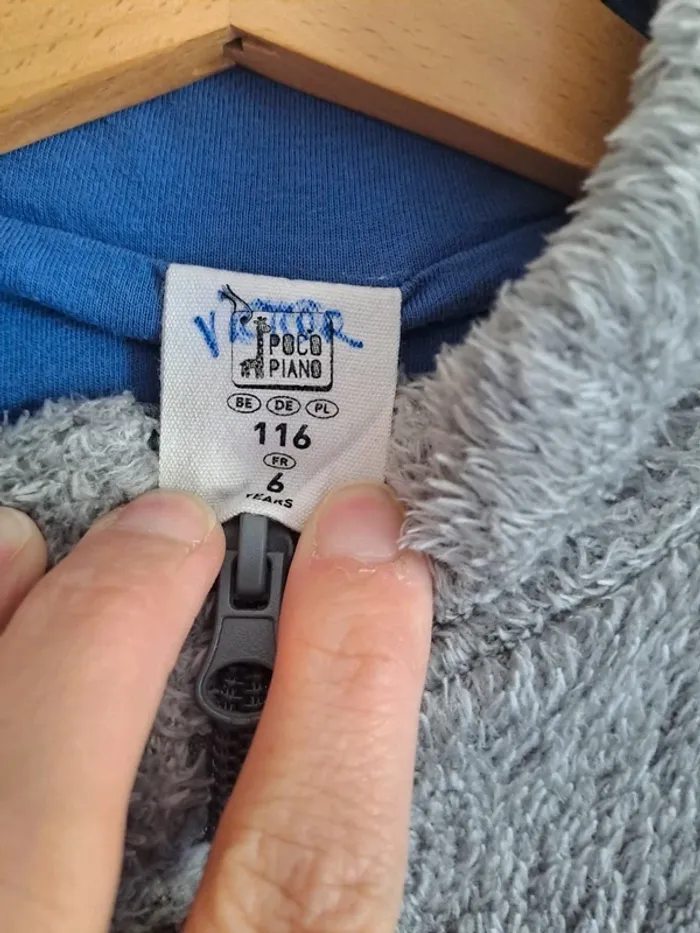 POCO
PIANO
BE DE PL
116
FR
6
YEARS